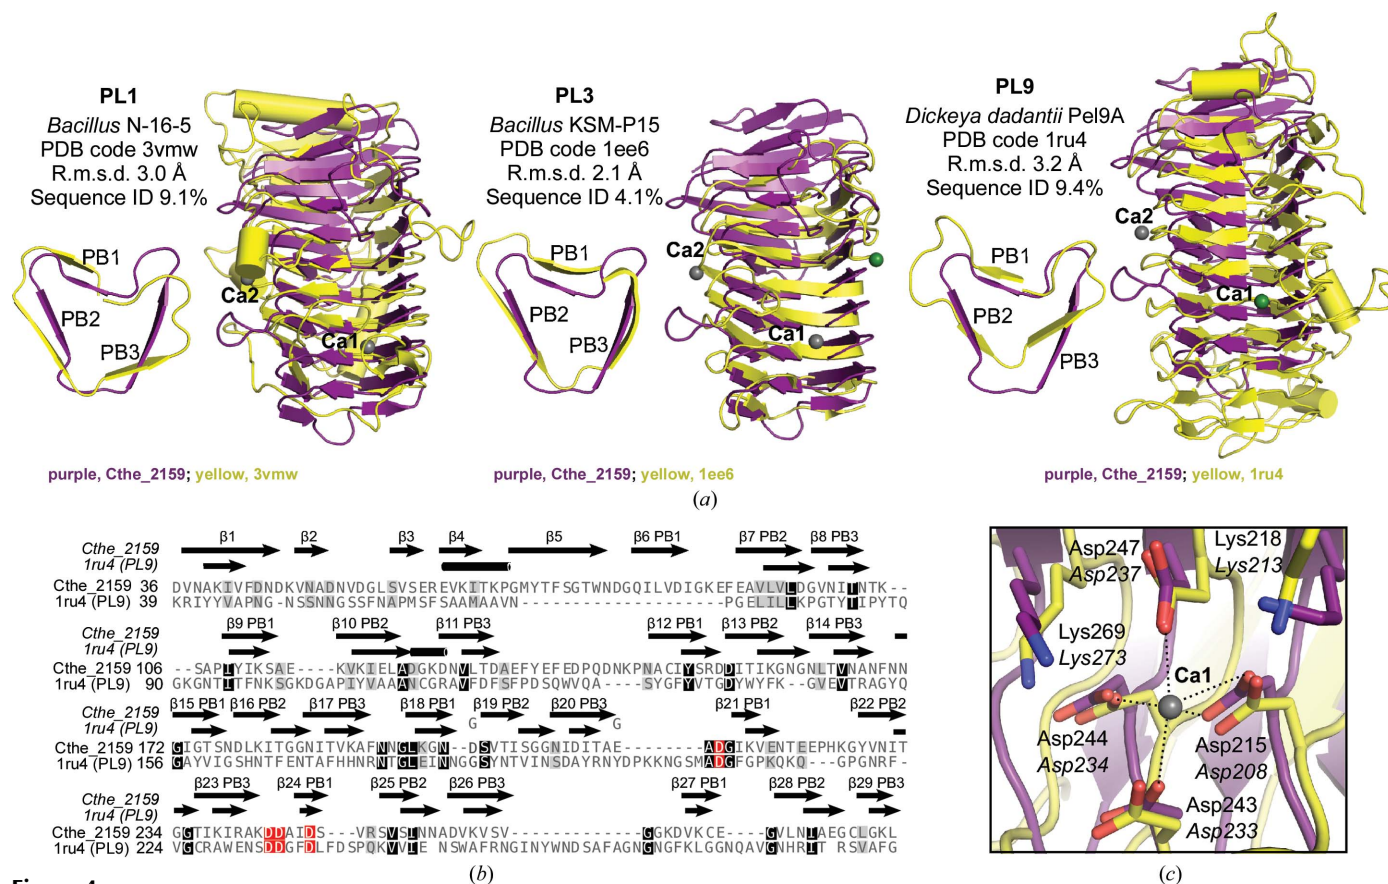 PL1
Bacillus N-16-5
PDB code 3vmw
R.m.s.d. 3.0 Å
Sequence ID 9.1%
PB1
PB2
PB3
Ca2
Ca1
purple, Cthe_2159; yellow, 3vmw
PL3
Bacillus KSM-P15
PDB code 1ee6
R.m.s.d. 2.1 Å
Sequence ID 4.1%
PB1
PB2
PB3
Ca2
Ca1
purple, Cthe_2159; yellow, 1ee6
PL9
Dickeya dadantii Pel9A
PDB code 1ru4
R.m.s.d. 3.2 Å
Sequence ID 9.4%
PB1
PB2
PB3
Ca2
Ca1
purple, Cthe_2159; yellow, 1ru4
(a)
β1 β2 β3 β4 β5 β6 PB1 β7 PB2 β8 PB3
Cthe_2159
1ru4 (PL9)
Cthe_2159 36 DVNAKIVFDNDKVNADNVDGLSVSEREVKITKPGMYTFSGTWNDGQILVDIGKEFEAVLVLDGVNITNTK-
1ru4 (PL9) 39 KRIYYVAPNG-NSSNNGSSFNAPMSFSAAMAAVN----------------------PGELILLKPGTYTIPYTQ
β9 PB1 β10 PB2 β11 PB3 β12 PB1 β13 PB2 β14 PB3
Cthe_2159
1ru4 (PL9)
Cthe_2159 106 --SAPIYIKSAE----KVKIELADGKDNVLTDAEFYEFEDPQDNKPNACIYSRDDITIKGNGNLTVNANFNN
1ru4 (PL9) 90 GKGNTITFNKSGKDGAPIYVAAANCGRAVFDFSFPDSQWVQA-----SYGFYVTGDYWYFK--GVEVTRAGYQ
β15 PB1 β16 PB2 β17 PB3 β18 PB1 β19 PB2 β20 PB3 β21 PB1 β22 PB2
Cthe_2159
1ru4 (PL9)
G G
Cthe_2159 172 GIGTSNDLKITGGNITVKAFNNGLKGN--DSVTISGGNIDITAE---------ADGIKVENTEEPHKGYVNIT
1ru4 (PL9) 156 GAYVIGSHNTFENTAFHHNRNTGLEINNGGSYNTVINSDAYRNYDPKKNGSMADGFGPKQKQ----GPGNRF-
β23 PB3 β24 PB1 β25 PB2 β26 PB3 β27 PB1 β28 PB2 β29 PB3
Cthe_2159
1ru4 (PL9)
Cthe_2159 234 GGTIKIRAKDDAIDS---VRSVSINNADVKVSV---------------GGKDVKCE----GVLNIAEGCLGKL
1ru4 (PL9) 224 VGCRAWENSDDGFDLFDSPQKVVIENSWAFRNGINYWNDSAFAGNGNGFKLGGNQAVGNHRIT RSVAFG
(b)
Asp247
Asp237
Lys218
Lys213
Lys269
Lys273
Ca1
Asp244
Asp234
Asp215
Asp208
Asp243
Asp233
(c)